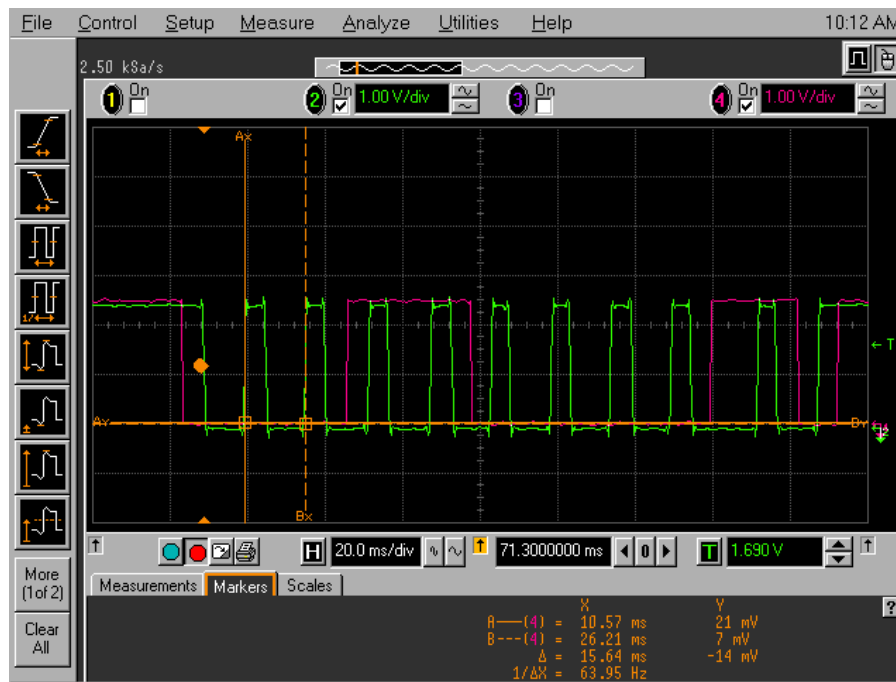 File Control Setup Measure Analyze Utilities Help 10:12 AM
2.50 kSa/s
1 On 2 On 1.00 V/div 3 On 4 On 1.00 V/div
Ax
T
Ay By
Bx
H 20.0 ms/div 71.3000000 ms 0 T 1.690 V
More
(1of 2)
Clear
All
Measurements Markers Scales
?
X Y
A——(4) = 10.57 ms 21 mV
B---(4) = 26.21 ms 7 mV
Δ = 15.64 ms -14 mV
1/ΔX = 63.95 Hz